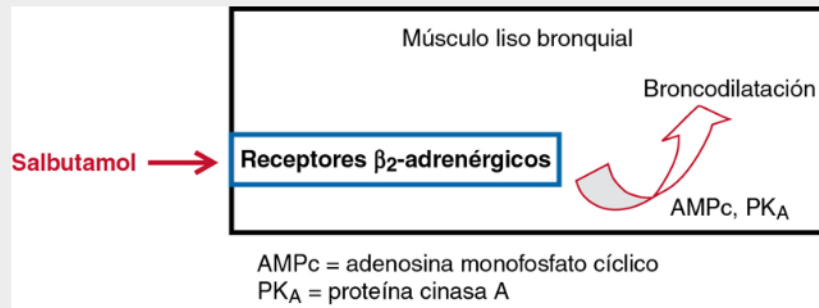 Músculo liso bronquial
Broncodilatación
Salbutamol
Receptores β₂-adrenérgicos
AMPc, PKA
AMPc = adenosina monofosfato cíclico
PKA = proteína cinasa A